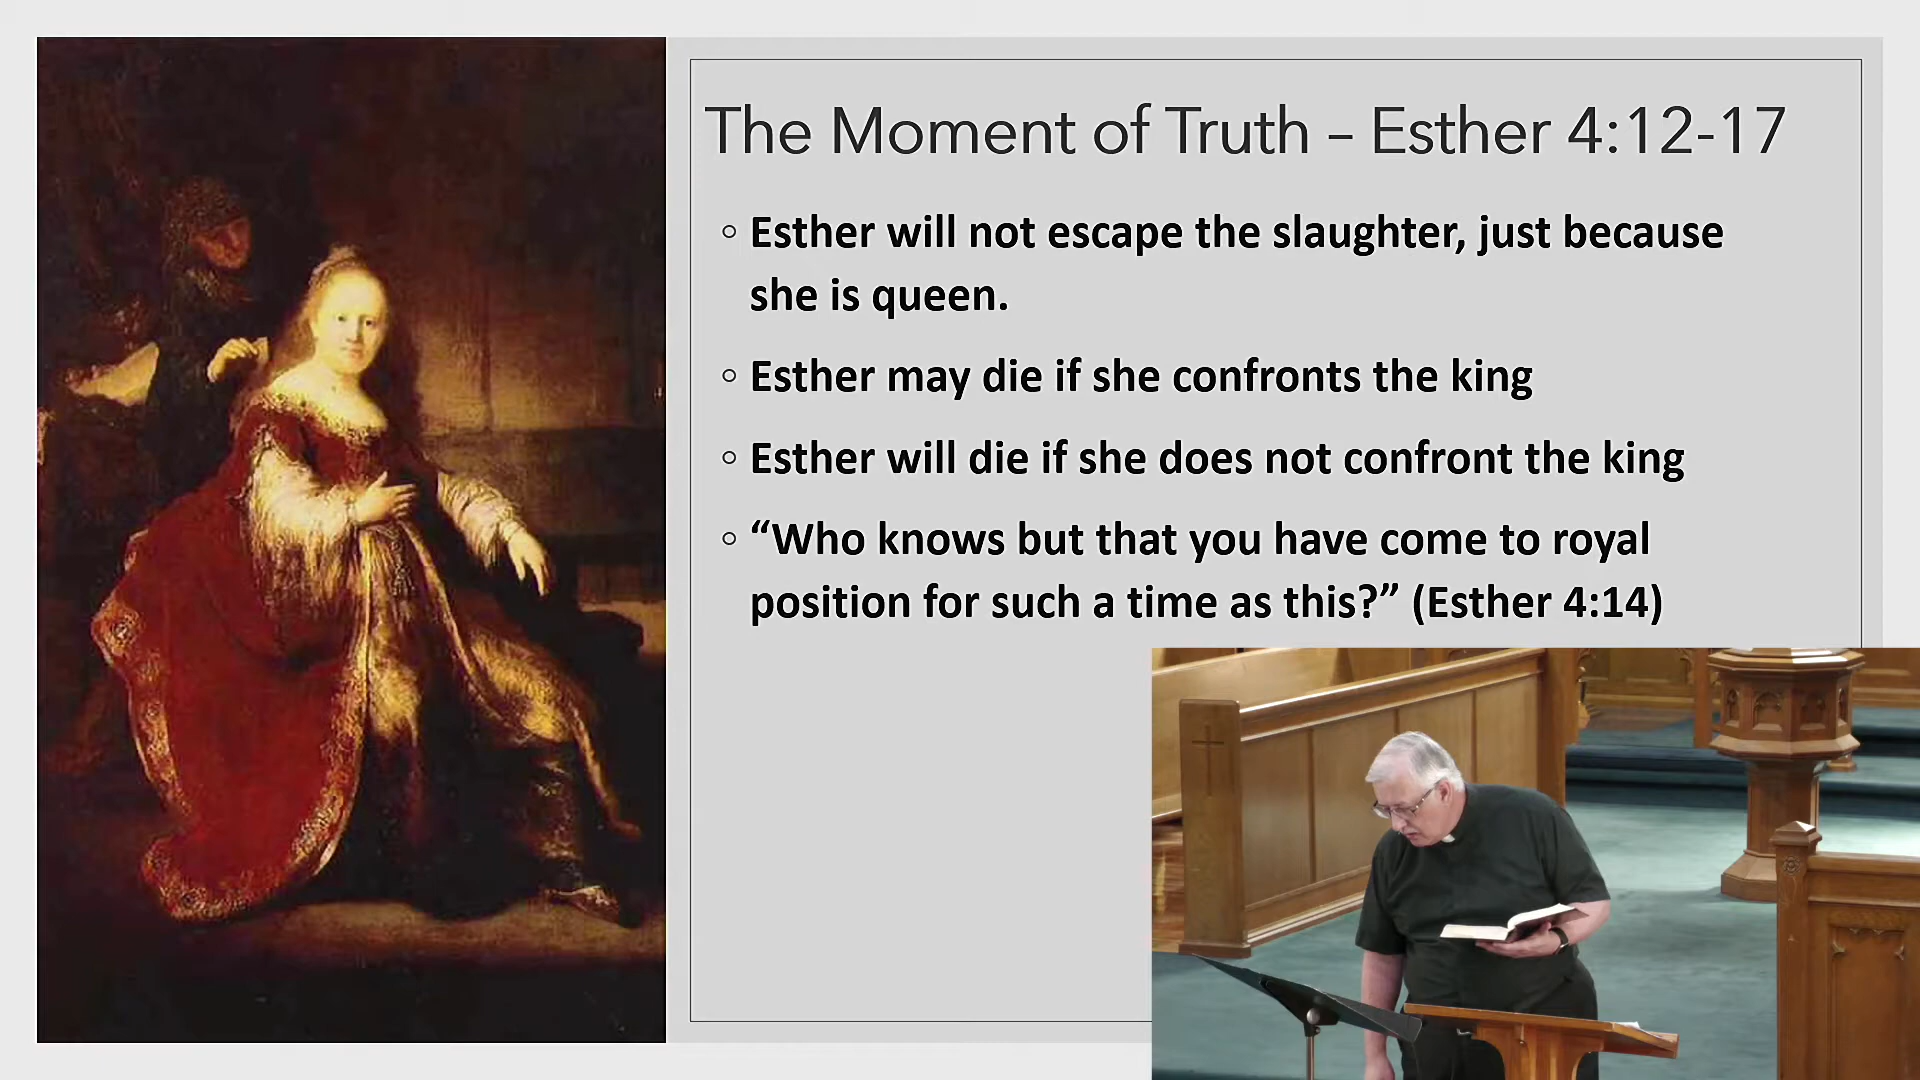 The Moment of Truth – Esther 4:12-17
◦ Esther will not escape the slaughter, just because
she is queen.
◦ Esther may die if she confronts the king
◦ Esther will die if she does not confront the king
◦ “Who knows but that you have come to royal
position for such a time as this?” (Esther 4:14)